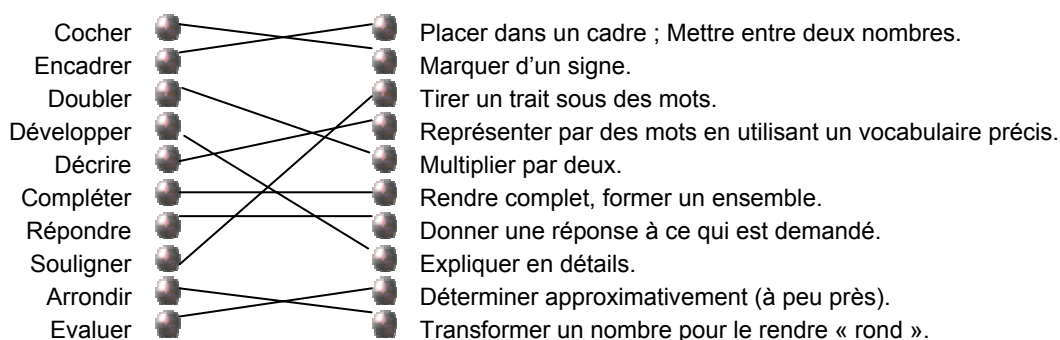 Cocher Placer dans un cadre ; Mettre entre deux nombres.
Encadrer Marquer d’un signe.
Doubler Tirer un trait sous des mots.
Développer Représenter par des mots en utilisant un vocabulaire précis.
Décrire Multiplier par deux.
Compléter Rendre complet, former un ensemble.
Répondre Donner une réponse à ce qui est demandé.
Souligner Expliquer en détails.
Arrondir Déterminer approximativement (à peu près).
Evaluer Transformer un nombre pour le rendre « rond ».